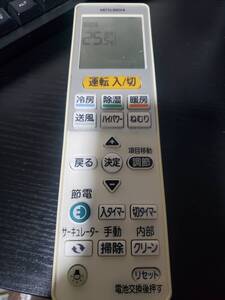 MITSUBISHI
25.5
運転 入/切
冷房 除湿 暖房
送風 ハイパワー ねむり
項目移動
戻る 決定 調節
節電
入タイマー 切タイマー
サーキュレーター 手動 内部
掃除 クリーン
リセット
電池交換後押す